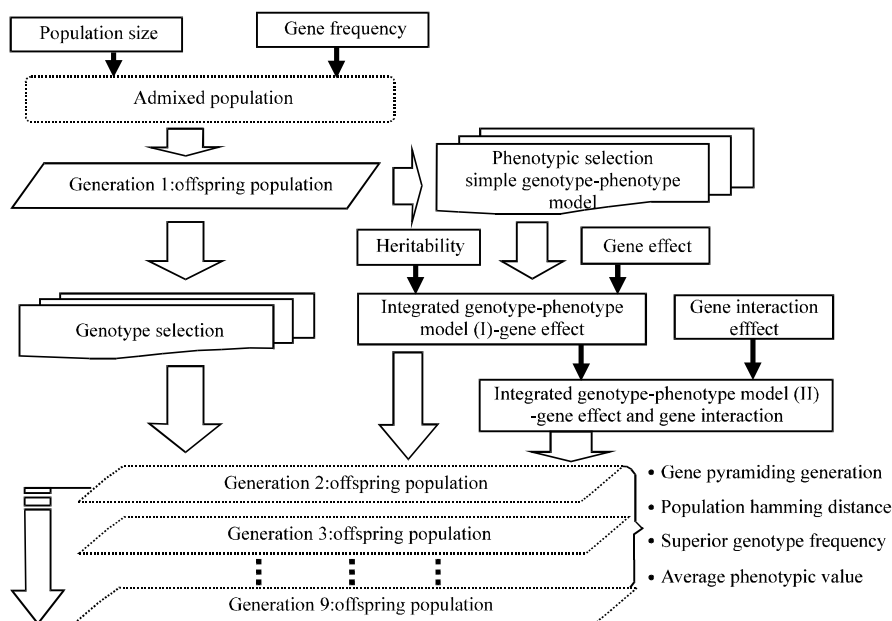 Population size
Gene frequency
Admixed population
Generation 1:offspring population
Phenotypic selection
simple genotype-phenotype
model
Heritability
Gene effect
Genotype selection
Integrated genotype-phenotype
model (I)-gene effect
Gene interaction
efffect
Integrated genotype-phenotype model (II)
-gene effect and gene interaction
Generation 2:offspring population
Generation 3:offspring population
Generation 9:offspring population
• Gene pyramiding generation
• Population hamming distance
• Superior genotype frequency
• Average phenotypic value